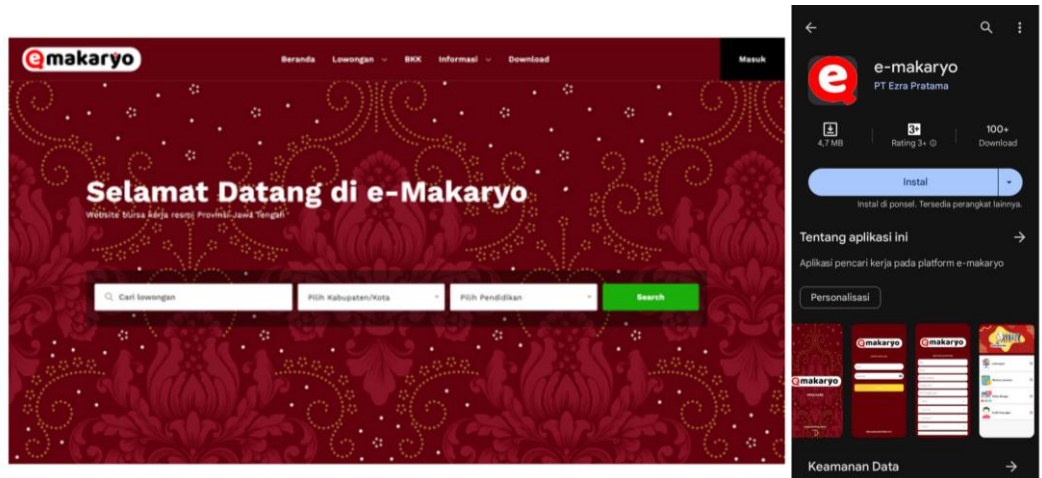 emakaryo
Beranda Lowongan BKK Informasi Download Masuk
Selamat Datang di e-Makaryo
Website bursa kerja resmi Provinsi Jawa Tengah
Cari lowongan Pilih Kabupaten/Kota Pilih Pendidikan Search
e
e-makaryo
PT Ezra Pratama
4,7 MB
3+
Rating 3+
100+
Download
Instal
Instal di ponsel. Tersedia perangkat lainnya.
Tentang aplikasi ini
Aplikasi pencari kerja pada platform e-makaryo
Personalisasi
emakaryo
emakaryo
emakaryo
Keamanan Data